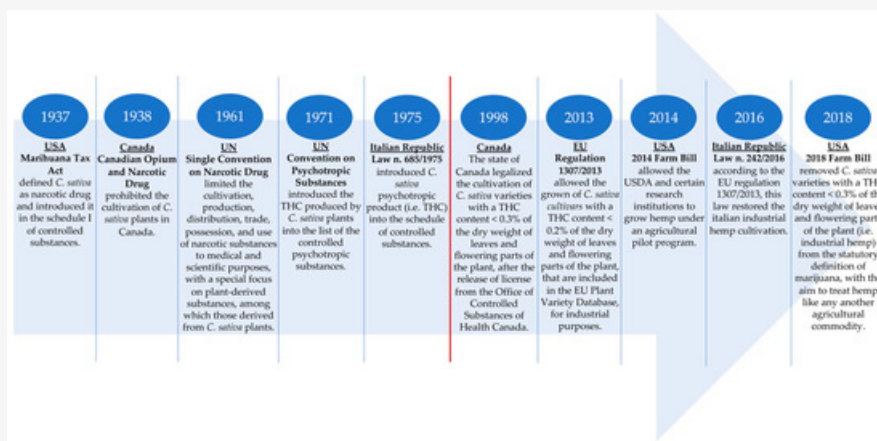 1937
USA
Marihuana Tax
Act
defined C. sativa
as narcotic drug
and introduced it
in the schedule I
of controlled
substances.
1938
Canada
Canadian Opium
and Narcotic
Drug
prohibited the
cultivation of C.
sativa plants in
Canada.
1961
UN
Single Convention
on Narcotic Drug
limited the
cultivation,
production,
distribution, trade,
possession, and use
of narcotic substances
to medical and
scientific purposes,
with a special focus
on plant-derived
substances, among
which those derived
from C. sativa plants.
1971
UN
Convention on
Psychotropic
Substances
introduced the
THC produced by
C. sativa plants
into the list of the
controlled
psychotropic
substances.
1975
Italian Republic
Law n. 685/1975
introduced C.
sativa
psychotropic
product (i.e. THC)
into the schedule
of controlled
substances.
1998
Canada
The state of
Canada legalized
the cultivation of
C. sativa varieties
with a THC
content < 0.3% of
the dry weight of
leaves and
flowering parts of
the plant, after the
release of license
from the Office of
Controlled
Substances of
Health Canada.
2013
EU
Regulation
1307/2013
allowed the
grown of C. sativa
cultivars with a
THC content <
0.2% of the dry
weight of leaves
and flowering
parts of the plant,
that are included
in the EU Plant
Variety Database,
for industrial
purposes.
2014
USA
2014 Farm Bill
allowed the
USDA and certain
research
institutions to
grow hemp under
an agricultural
pilot program.
2016
Italian Republic
Law n. 242/2016
according to the
EU regulation
1307/2013, this
law restored the
italian industrial
hemp cultivation.
2018
USA
2018 Farm Bill
removed C. sativa
varieties with a THC
content < 0.3% of the
dry weight of leaves
and flowering parts
of the plant (i.e.
industrial hemp)
from the statutory
definition of
marijuana, with the
aim to treat hemp
like any another
agricultural
commodity.